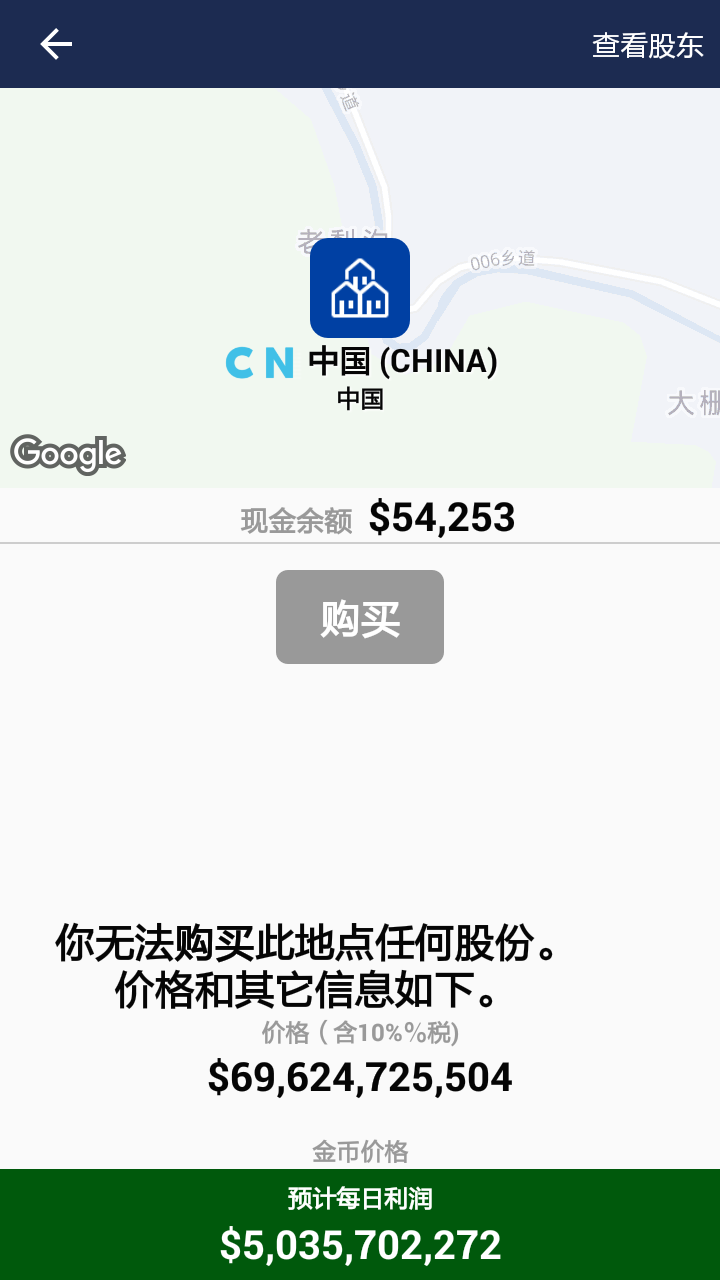 查看股东
道
老利沟
006乡道
CN 中国 (CHINA)
中国
大栅
Google
现金余额 $54,253
购买
你无法购买此地点任何股份。
价格和其它信息如下。
价格（含10%%税)
$69,624,725,504
金币价格
预计每日利润
$5,035,702,272